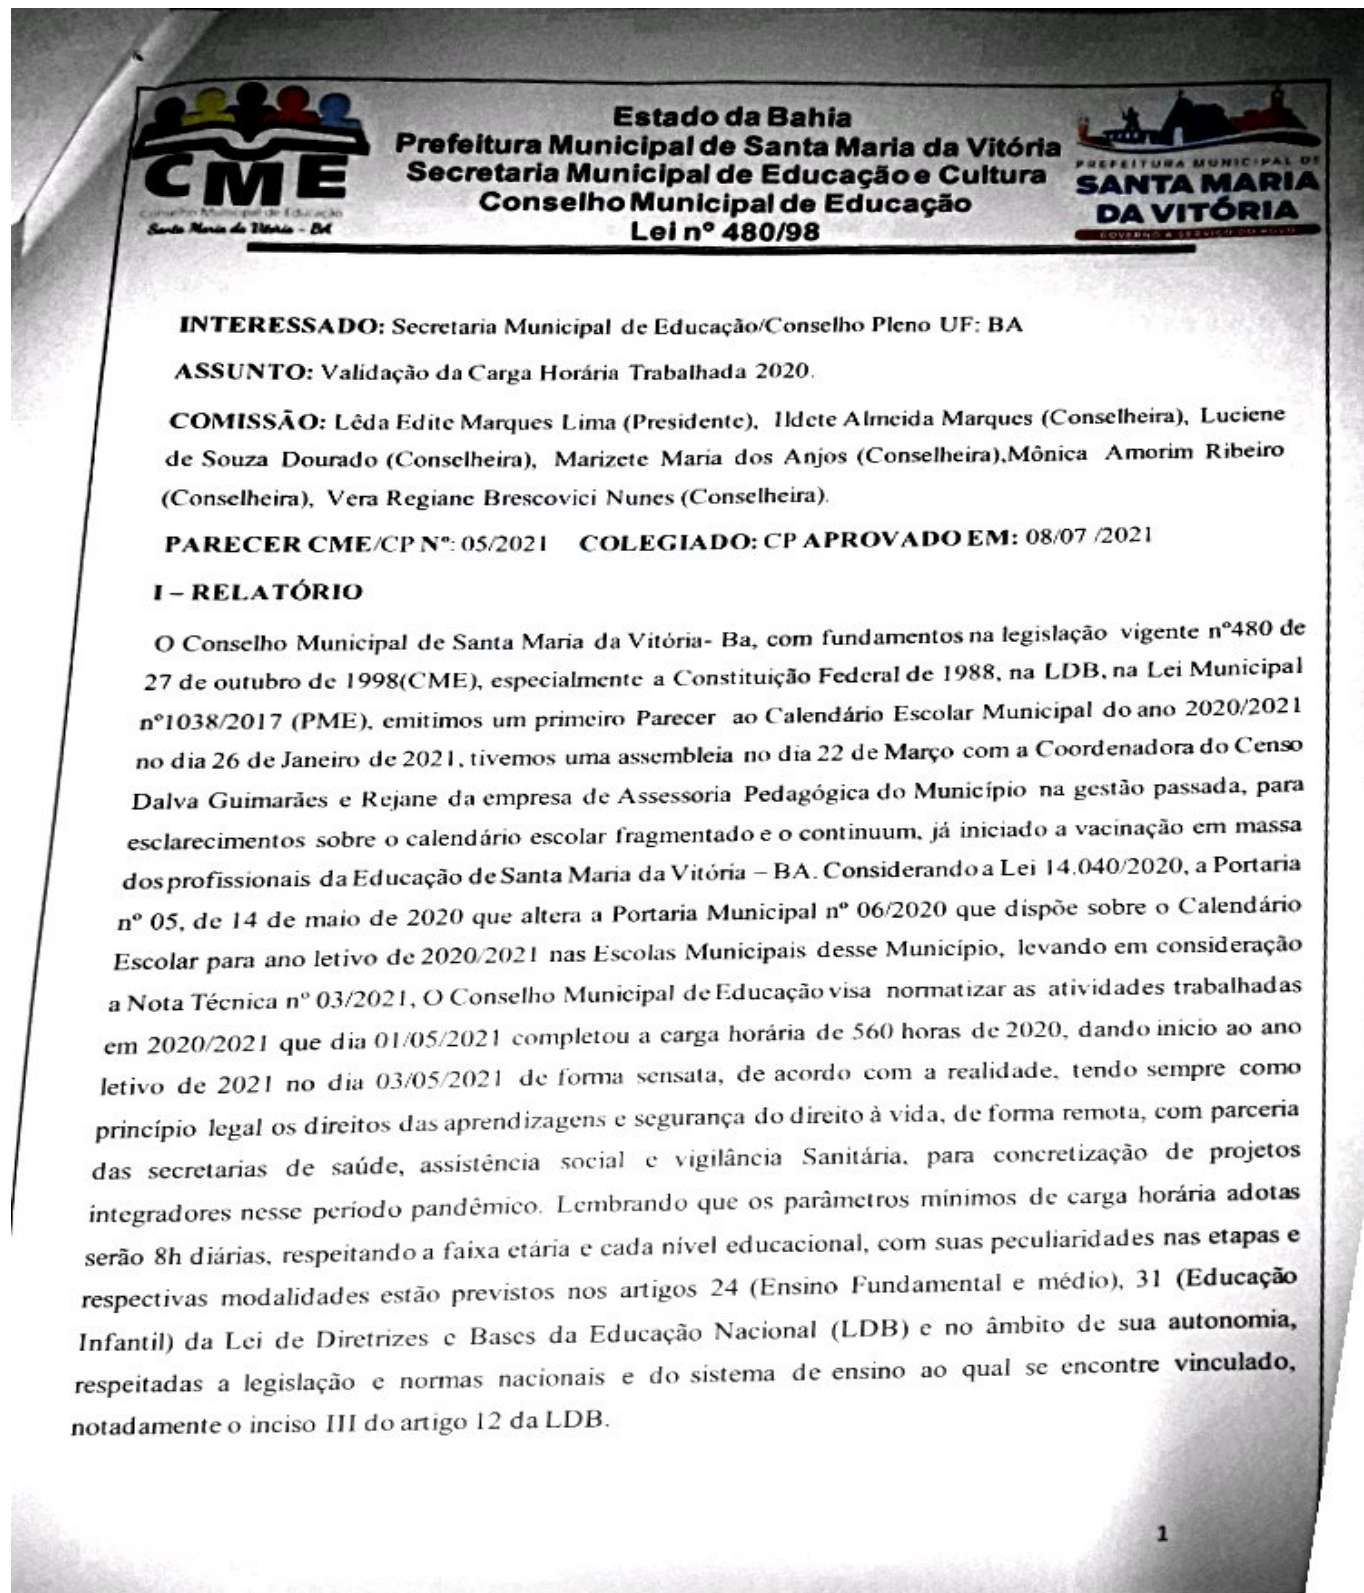 Estado da Bahia
Prefeitura Municipal de Santa Maria da Vitória
Secretaria Municipal de Educação e Cultura
Conselho Municipal de Educação
Lei nº 480/98
CME
Conselho Municipal de Educação
Santa Maria da Vitória - BA
PREFEITURA MUNICIPAL DE
SANTA MARIA
DA VITÓRIA
GOVERNO A SERVIÇO DO POVO
INTERESSADO: Secretaria Municipal de Educação/Conselho Pleno UF: BA
ASSUNTO: Validação da Carga Horária Trabalhada 2020.
COMISSÃO: Lêda Edite Marques Lima (Presidente), Ildete Almeida Marques (Conselheira), Luciene
de Souza Dourado (Conselheira), Marizete Maria dos Anjos (Conselheira),Mônica Amorim Ribeiro
(Conselheira), Vera Regiane Brescovici Nunes (Conselheira).
PARECER CME/CP Nº: 05/2021 COLEGIADO: CP APROVADO EM: 08/07 /2021
I – RELATÓRIO
O Conselho Municipal de Santa Maria da Vitória- Ba, com fundamentos na legislação vigente nº480 de
27 de outubro de 1998(CME), especialmente a Constituição Federal de 1988, na LDB, na Lei Municipal
nº1038/2017 (PME), emitimos um primeiro Parecer ao Calendário Escolar Municipal do ano 2020/2021
no dia 26 de Janeiro de 2021, tivemos uma assembleia no dia 22 de Março com a Coordenadora do Censo
Dalva Guimarães e Rejane da empresa de Assessoria Pedagógica do Município na gestão passada, para
esclarecimentos sobre o calendário escolar fragmentado e o continuum, já iniciado a vacinação em massa
dos profissionais da Educação de Santa Maria da Vitória – BA. Considerando a Lei 14.040/2020, a Portaria
nº 05, de 14 de maio de 2020 que altera a Portaria Municipal nº 06/2020 que dispõe sobre o Calendário
Escolar para ano letivo de 2020/2021 nas Escolas Municipais desse Município, levando em consideração
a Nota Técnica nº 03/2021, O Conselho Municipal de Educação visa normatizar as atividades trabalhadas
em 2020/2021 que dia 01/05/2021 completou a carga horária de 560 horas de 2020, dando inicio ao ano
letivo de 2021 no dia 03/05/2021 de forma sensata, de acordo com a realidade, tendo sempre como
princípio legal os direitos das aprendizagens e segurança do direito à vida, de forma remota, com parceria
das secretarias de saúde, assistência social e vigilância Sanitária, para concretização de projetos
integradores nesse período pandêmico. Lembrando que os parâmetros mínimos de carga horária adotas
serão 8h diárias, respeitando a faixa etária e cada nível educacional, com suas peculiaridades nas etapas e
respectivas modalidades estão previstos nos artigos 24 (Ensino Fundamental e médio), 31 (Educação
Infantil) da Lei de Diretrizes e Bases da Educação Nacional (LDB) e no âmbito de sua autonomia,
respeitadas a legislação e normas nacionais e do sistema de ensino ao qual se encontre vinculado,
notadamente o inciso III do artigo 12 da LDB.
1